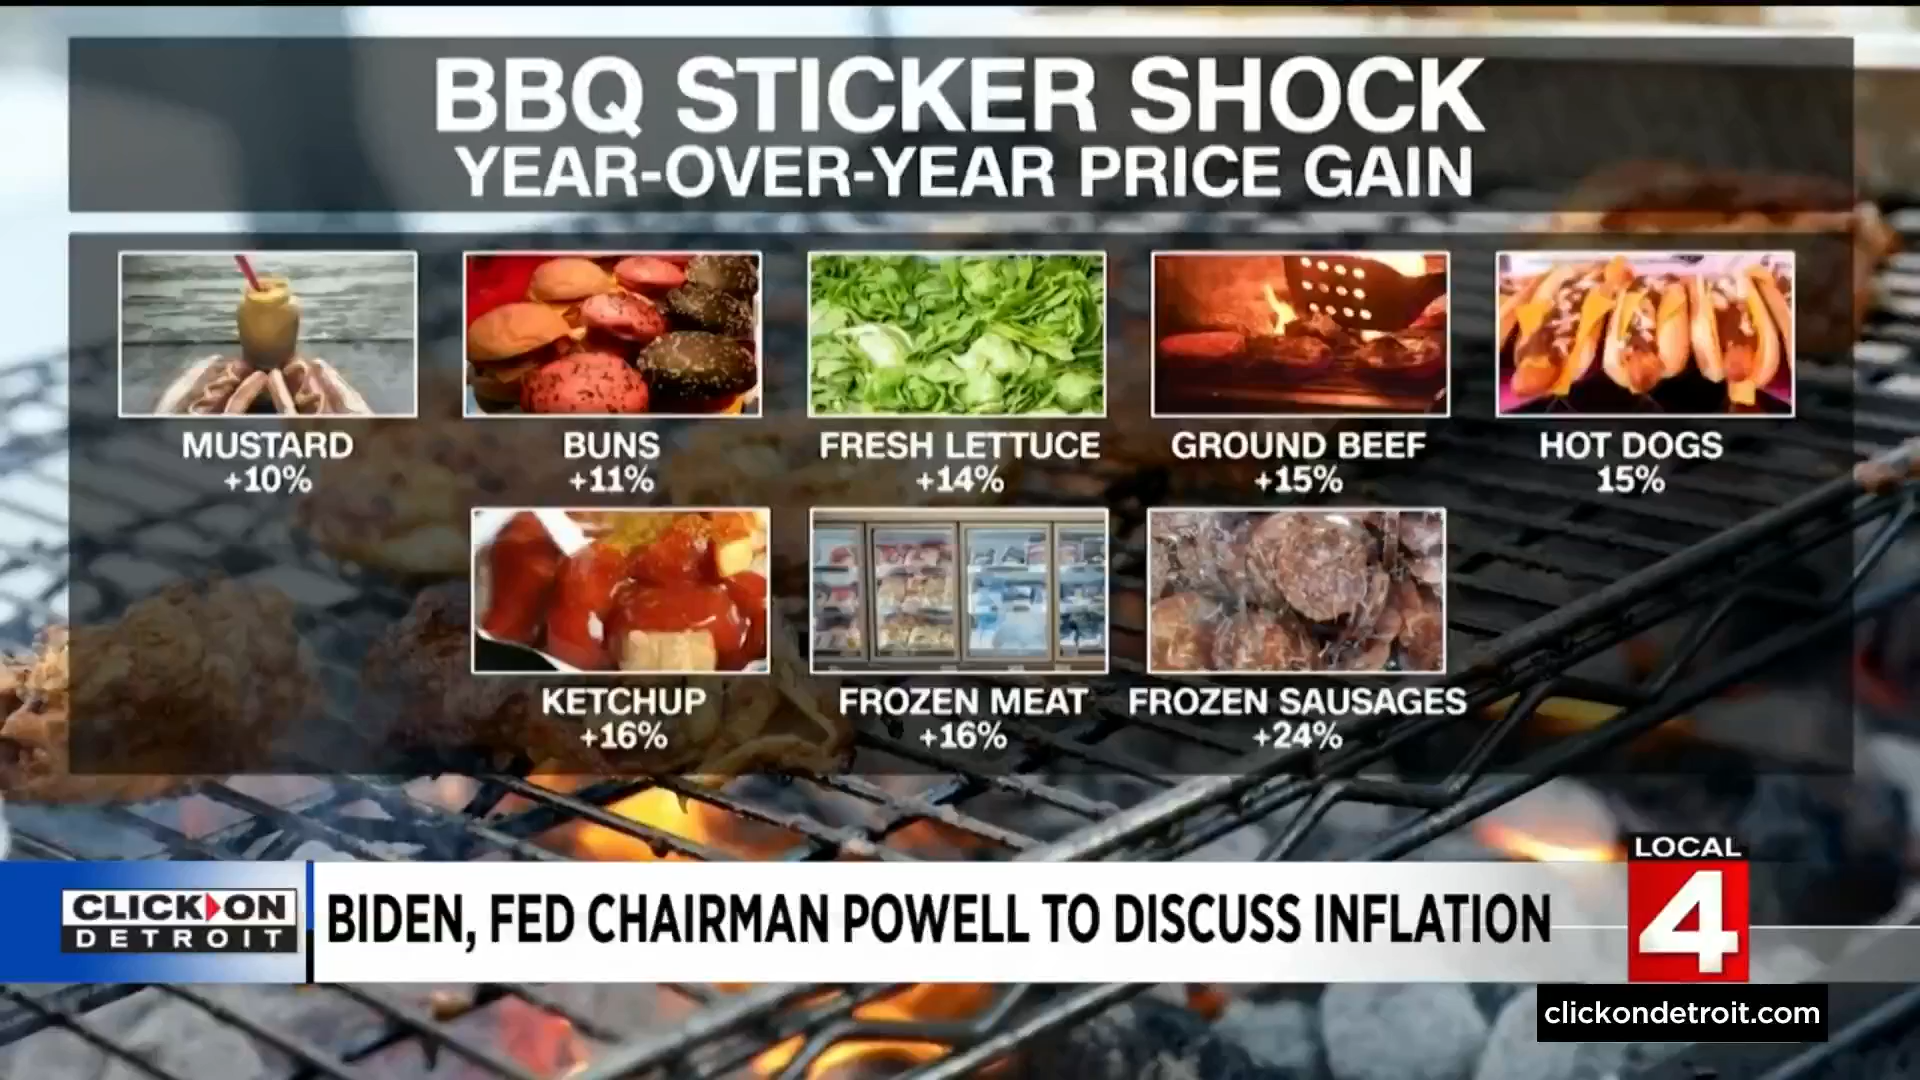 BBQ STICKER SHOCK
YEAR-OVER-YEAR PRICE GAIN
MUSTARD
+10%
BUNS
+11%
FRESH LETTUCE
+14%
GROUND BEEF
+15%
HOT DOGS
15%
KETCHUP
+16%
FROZEN MEAT
+16%
FROZEN SAUSAGES
+24%
LOCAL
4
CLICK ON
DETROIT
BIDEN, FED CHAIRMAN POWELL TO DISCUSS INFLATION
clickondetroit.com